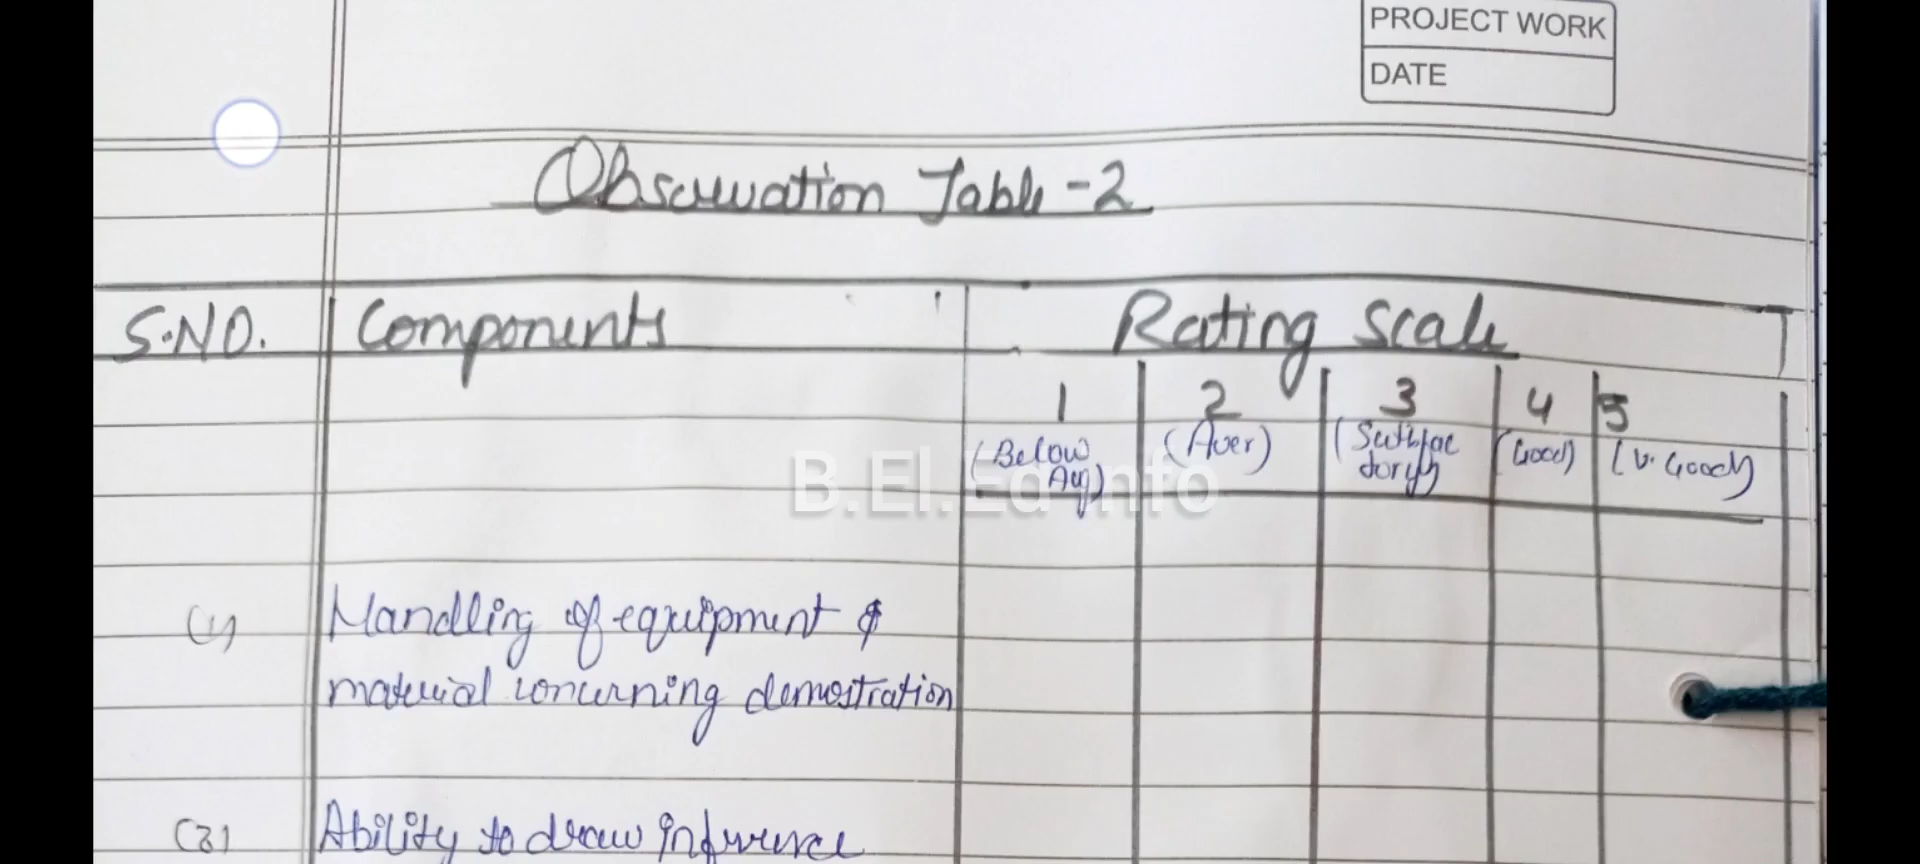 PROJECT WORK
DATE
Observation Table -2
S.NO. Components Rating Scale
1 2 3 4 5
(Below Avg) (Aver) (Satisfactory) (Good) (V. Good)
B.El.Ed Info
(1) Handling of equipment &
material concerning demostration
(2) Ability to draw inference